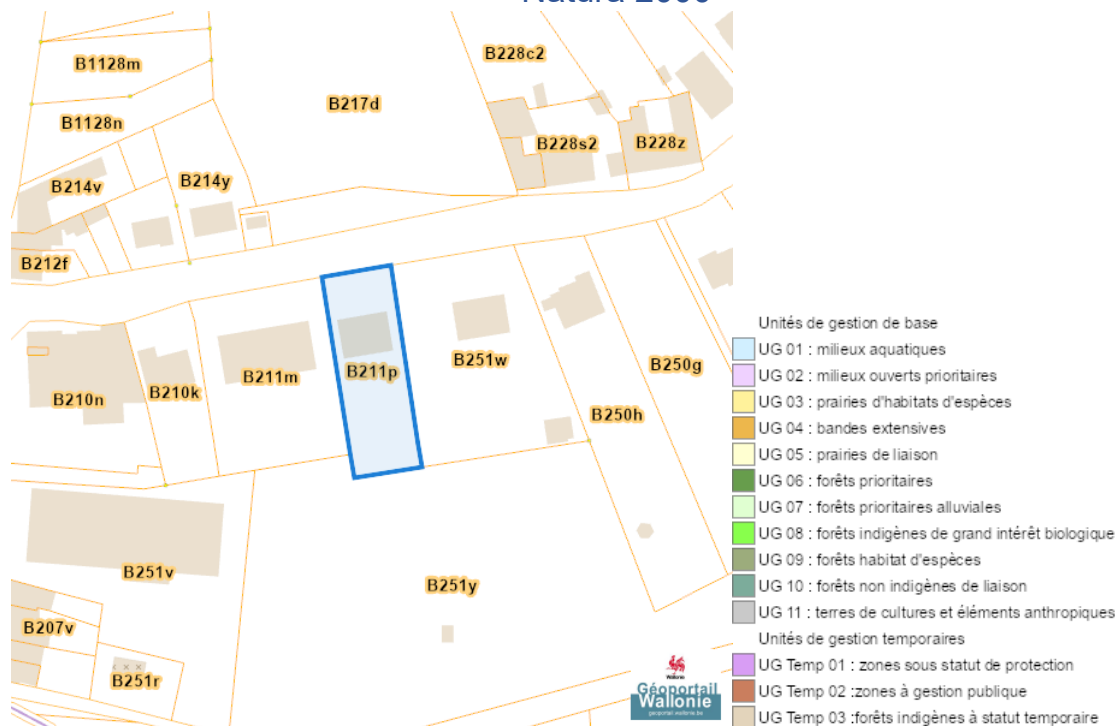 Natura 2000
B1128m
B228c2
B217d
B1128n
B228s2
B228z
B214v
B214y
B212f
B211p
B251w
B250g
B211m
B210k
B210n
B250h
B251v
B251y
B207v
B251r
Wallonie
Géoportail
Wallonie
geoportail.wallonie.be
Unités de gestion de base
UG 01 : milieux aquatiques
UG 02 : milieux ouverts prioritaires
UG 03 : prairies d'habitats d'espèces
UG 04 : bandes extensives
UG 05 : prairies de liaison
UG 06 : forêts prioritaires
UG 07 : forêts prioritaires alluviales
UG 08 : forêts indigènes de grand intérêt biologique
UG 09 : forêts habitat d'espèces
UG 10 : forêts non indigènes de liaison
UG 11 : terres de cultures et éléments anthropiques
Unités de gestion temporaires
UG Temp 01 : zones sous statut de protection
UG Temp 02 :zones à gestion publique
UG Temp 03 :forêts indigènes à statut temporaire